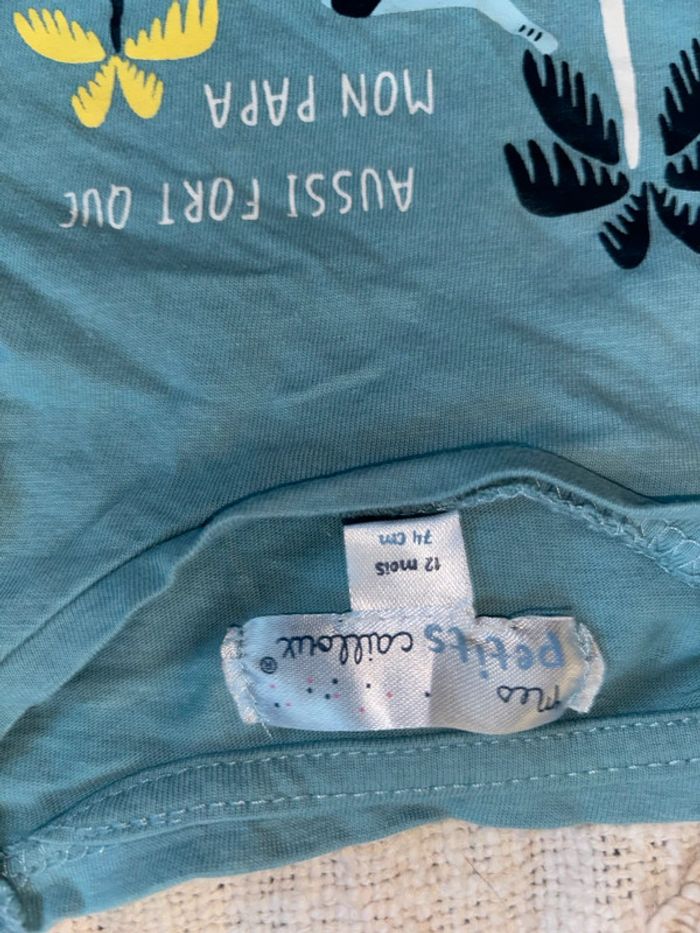 AUSSI FORT QUE
MON PAPA
mes
petits cailloux®
12 mois
74 cm